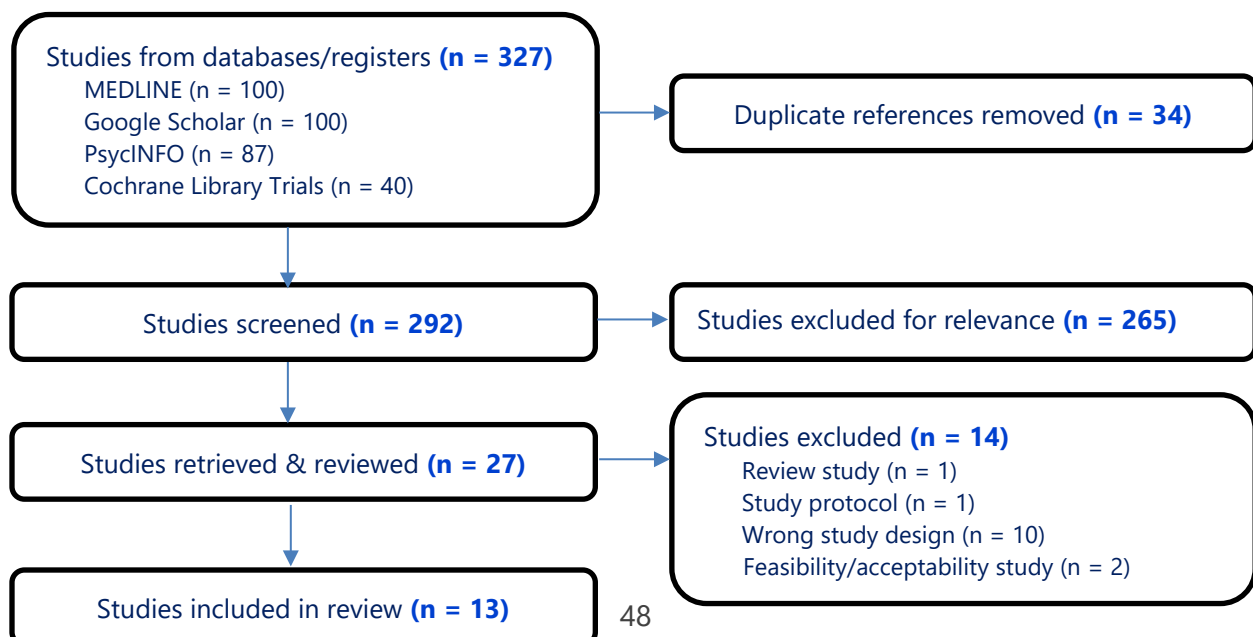 Studies from databases/registers (n = 327)
MEDLINE (n = 100)
Google Scholar (n = 100)
PsycINFO (n = 87)
Cochrane Library Trials (n = 40)
Duplicate references removed (n = 34)
Studies screened (n = 292)
Studies excluded for relevance (n = 265)
Studies retrieved & reviewed (n = 27)
Studies excluded (n = 14)
Review study (n = 1)
Study protocol (n = 1)
Wrong study design (n = 10)
Feasibility/acceptability study (n = 2)
Studies included in review (n = 13)
48